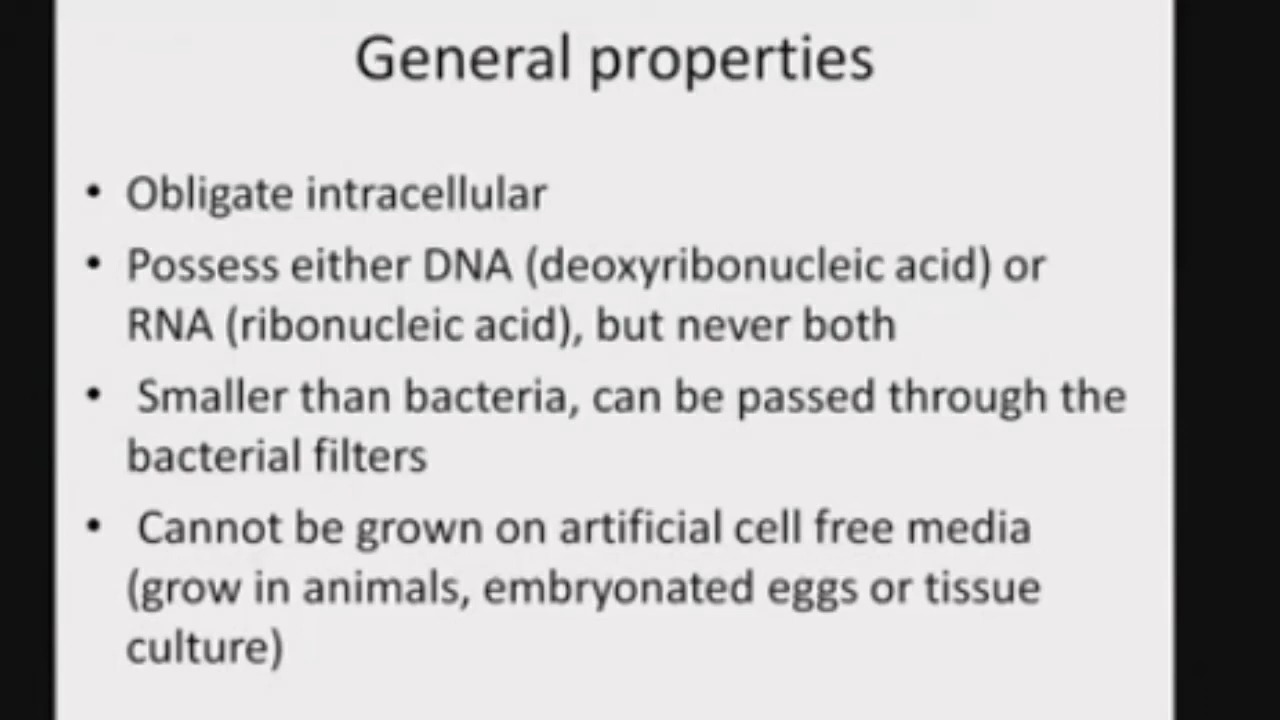 General properties
• Obligate intracellular
• Possess either DNA (deoxyribonucleic acid) or
RNA (ribonucleic acid), but never both
• Smaller than bacteria, can be passed through the
bacterial filters
• Cannot be grown on artificial cell free media
(grow in animals, embryonated eggs or tissue
culture)